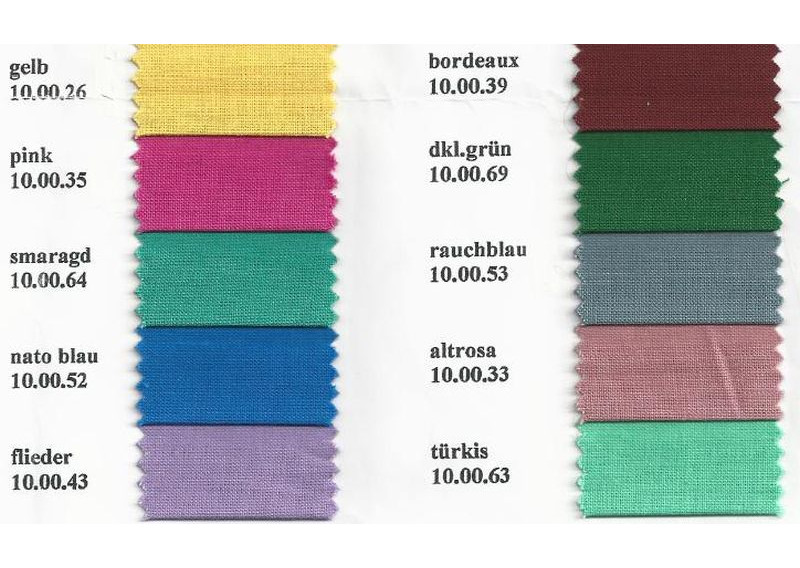 gelb
10.00.26
pink
10.00.35
smaragd
10.00.64
nato blau
10.00.52
flieder
10.00.43
bordeaux
10.00.39
dkl.grün
10.00.69
rauchblau
10.00.53
altrosa
10.00.33
türkis
10.00.63